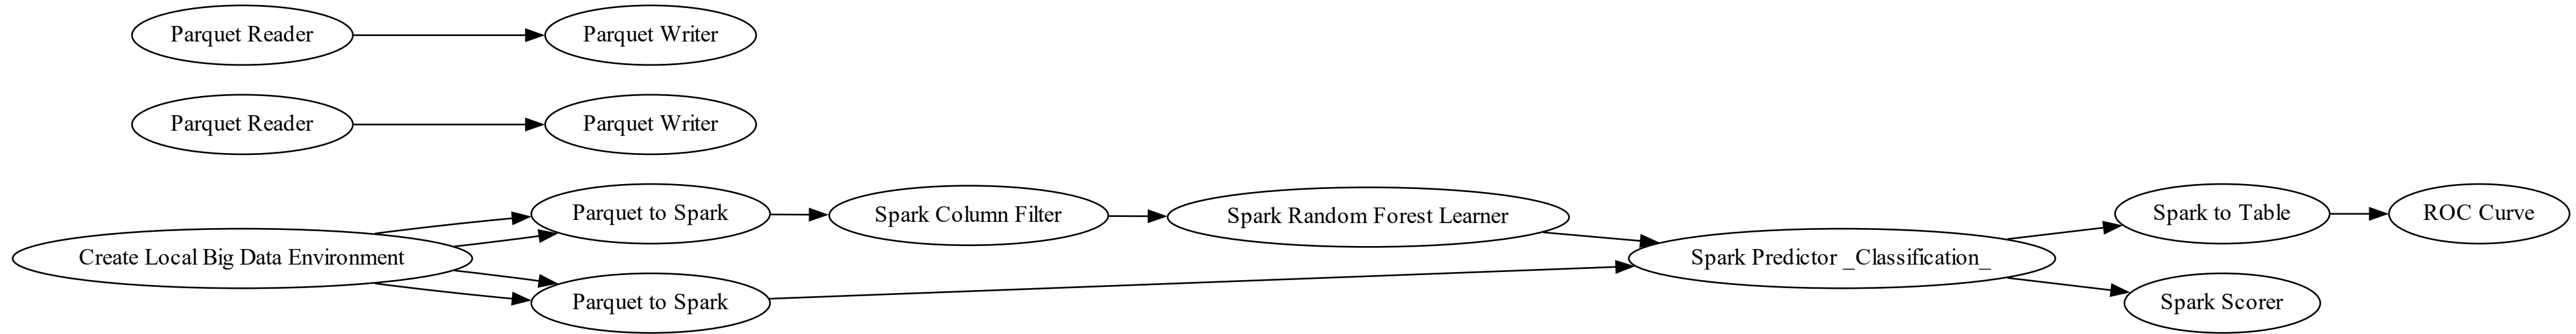 Parquet Reader
Parquet Writer
Parquet Reader
Parquet Writer
Create Local Big Data Environment
Parquet to Spark
Parquet to Spark
Spark Column Filter
Spark Random Forest Learner
Spark Predictor _Classification_
Spark to Table
Spark Scorer
ROC Curve